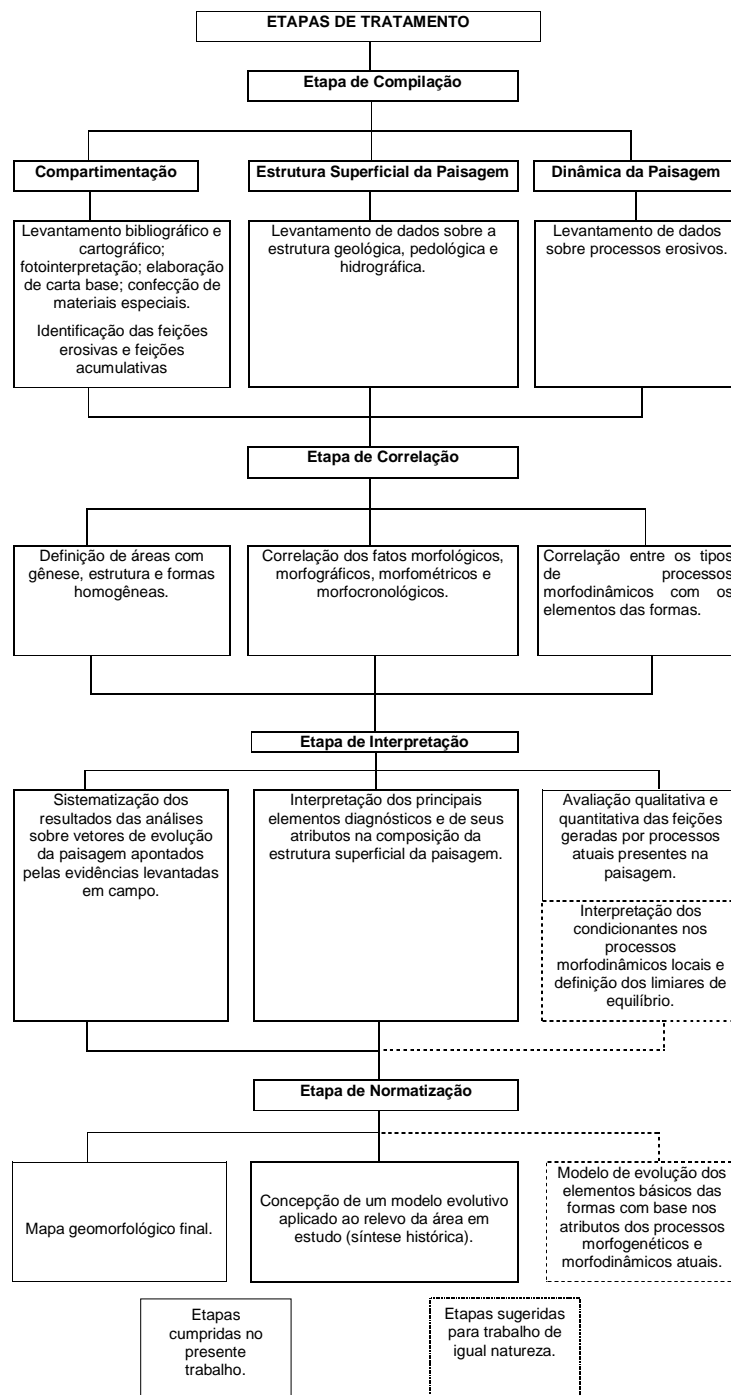 ETAPAS DE TRATAMENTO
Etapa de Compilação
Compartimentação
Estrutura Superficial da Paisagem
Dinâmica da Paisagem
Levantamento bibliográfico e
cartográfico;
fotointerpretação; elaboração
de carta base; confecção de
materiais especiais.
Identificação das feições
erosivas e feições
acumulativas
Levantamento de dados sobre a
estrutura geológica, pedológica e
hidrográfica.
Levantamento de dados
sobre processos erosivos.
Etapa de Correlação
Definição de áreas com
gênese, estrutura e formas
homogêneas.
Correlação dos fatos morfológicos,
morfográficos, morfométricos e
morfocronológicos.
Correlação entre os tipos
de processos
morfodinâmicos com os
elementos das formas.
Etapa de Interpretação
Sistematização dos
resultados das análises
sobre vetores de evolução
da paisagem apontados
pelas evidências levantadas
em campo.
Interpretação dos principais
elementos diagnósticos e de seus
atributos na composição da
estrutura superficial da paisagem.
Avaliação qualitativa e
quantitativa das feições
geradas por processos
atuais presentes na
paisagem.
Interpretação dos
condicionantes nos
processos
morfodinâmicos locais e
definição dos limiares de
equilíbrio.
Etapa de Normatização
Mapa geomorfológico final.
Concepção de um modelo evolutivo
aplicado ao relevo da área em
estudo (síntese histórica).
Modelo de evolução dos
elementos básicos das
formas com base nos
atributos dos processos
morfogenéticos e
morfodinâmicos atuais.
Etapas
cumpridas no
presente
trabalho.
Etapas sugeridas
para trabalho de
igual natureza.